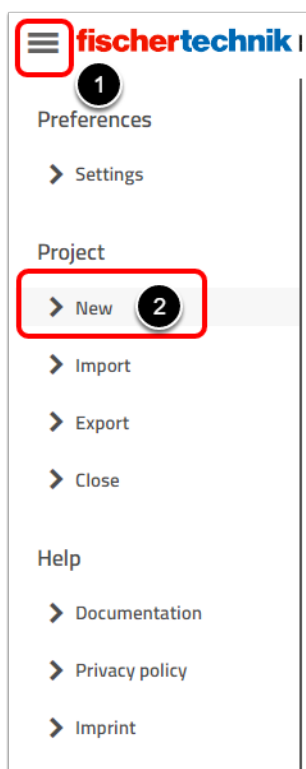 fischertechnik
1
Preferences
Settings
Project
New 2
Import
Export
Close
Help
Documentation
Privacy policy
Imprint